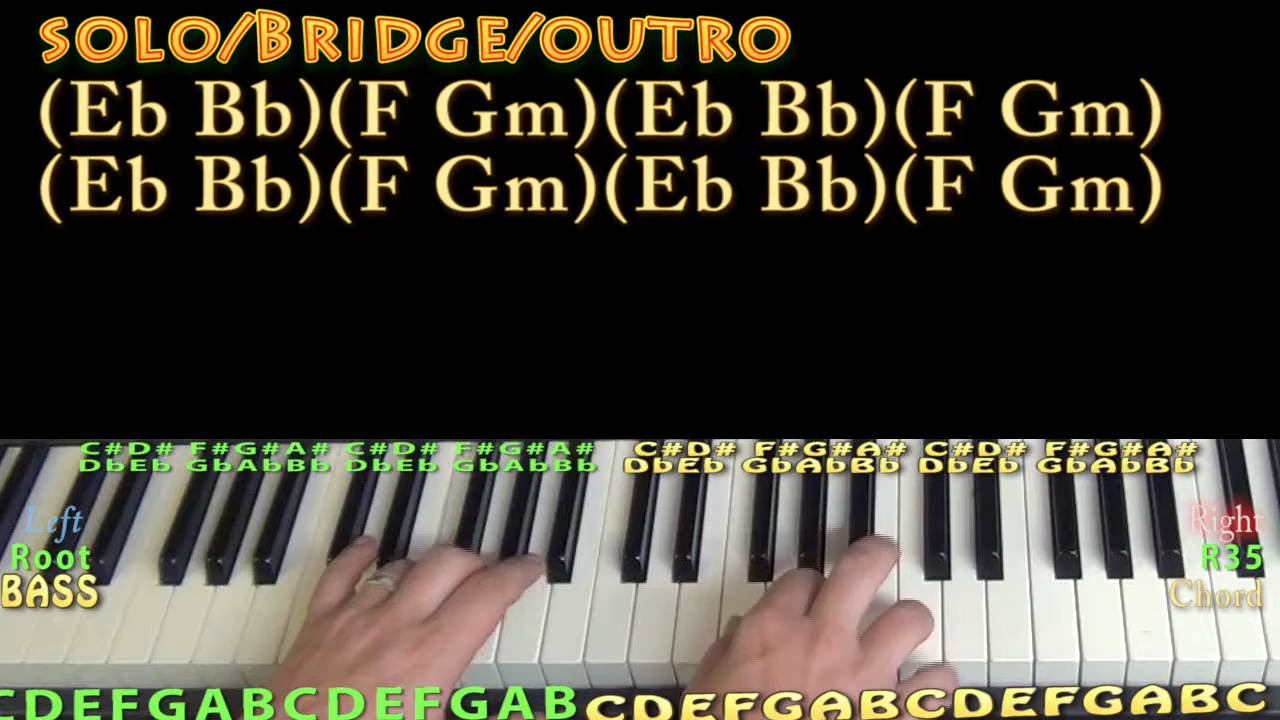 SOLO/BRIDGE/OUTRO
(Eb Bb)(F Gm)(Eb Bb)(F Gm)
(Eb Bb)(F Gm)(Eb Bb)(F Gm)
C#D# F#G#A# C#D# F#G#A# C#D# F#G#A# C#D# F#G#A#
DbEb GbAbBb DbEb GbAbBb DbEb GbAbBb DbEb GbAbBb
Left
Root
BASS
Right
R35
Chord
CDEFGABCDEFGAB CDEFGABCDEFGABC